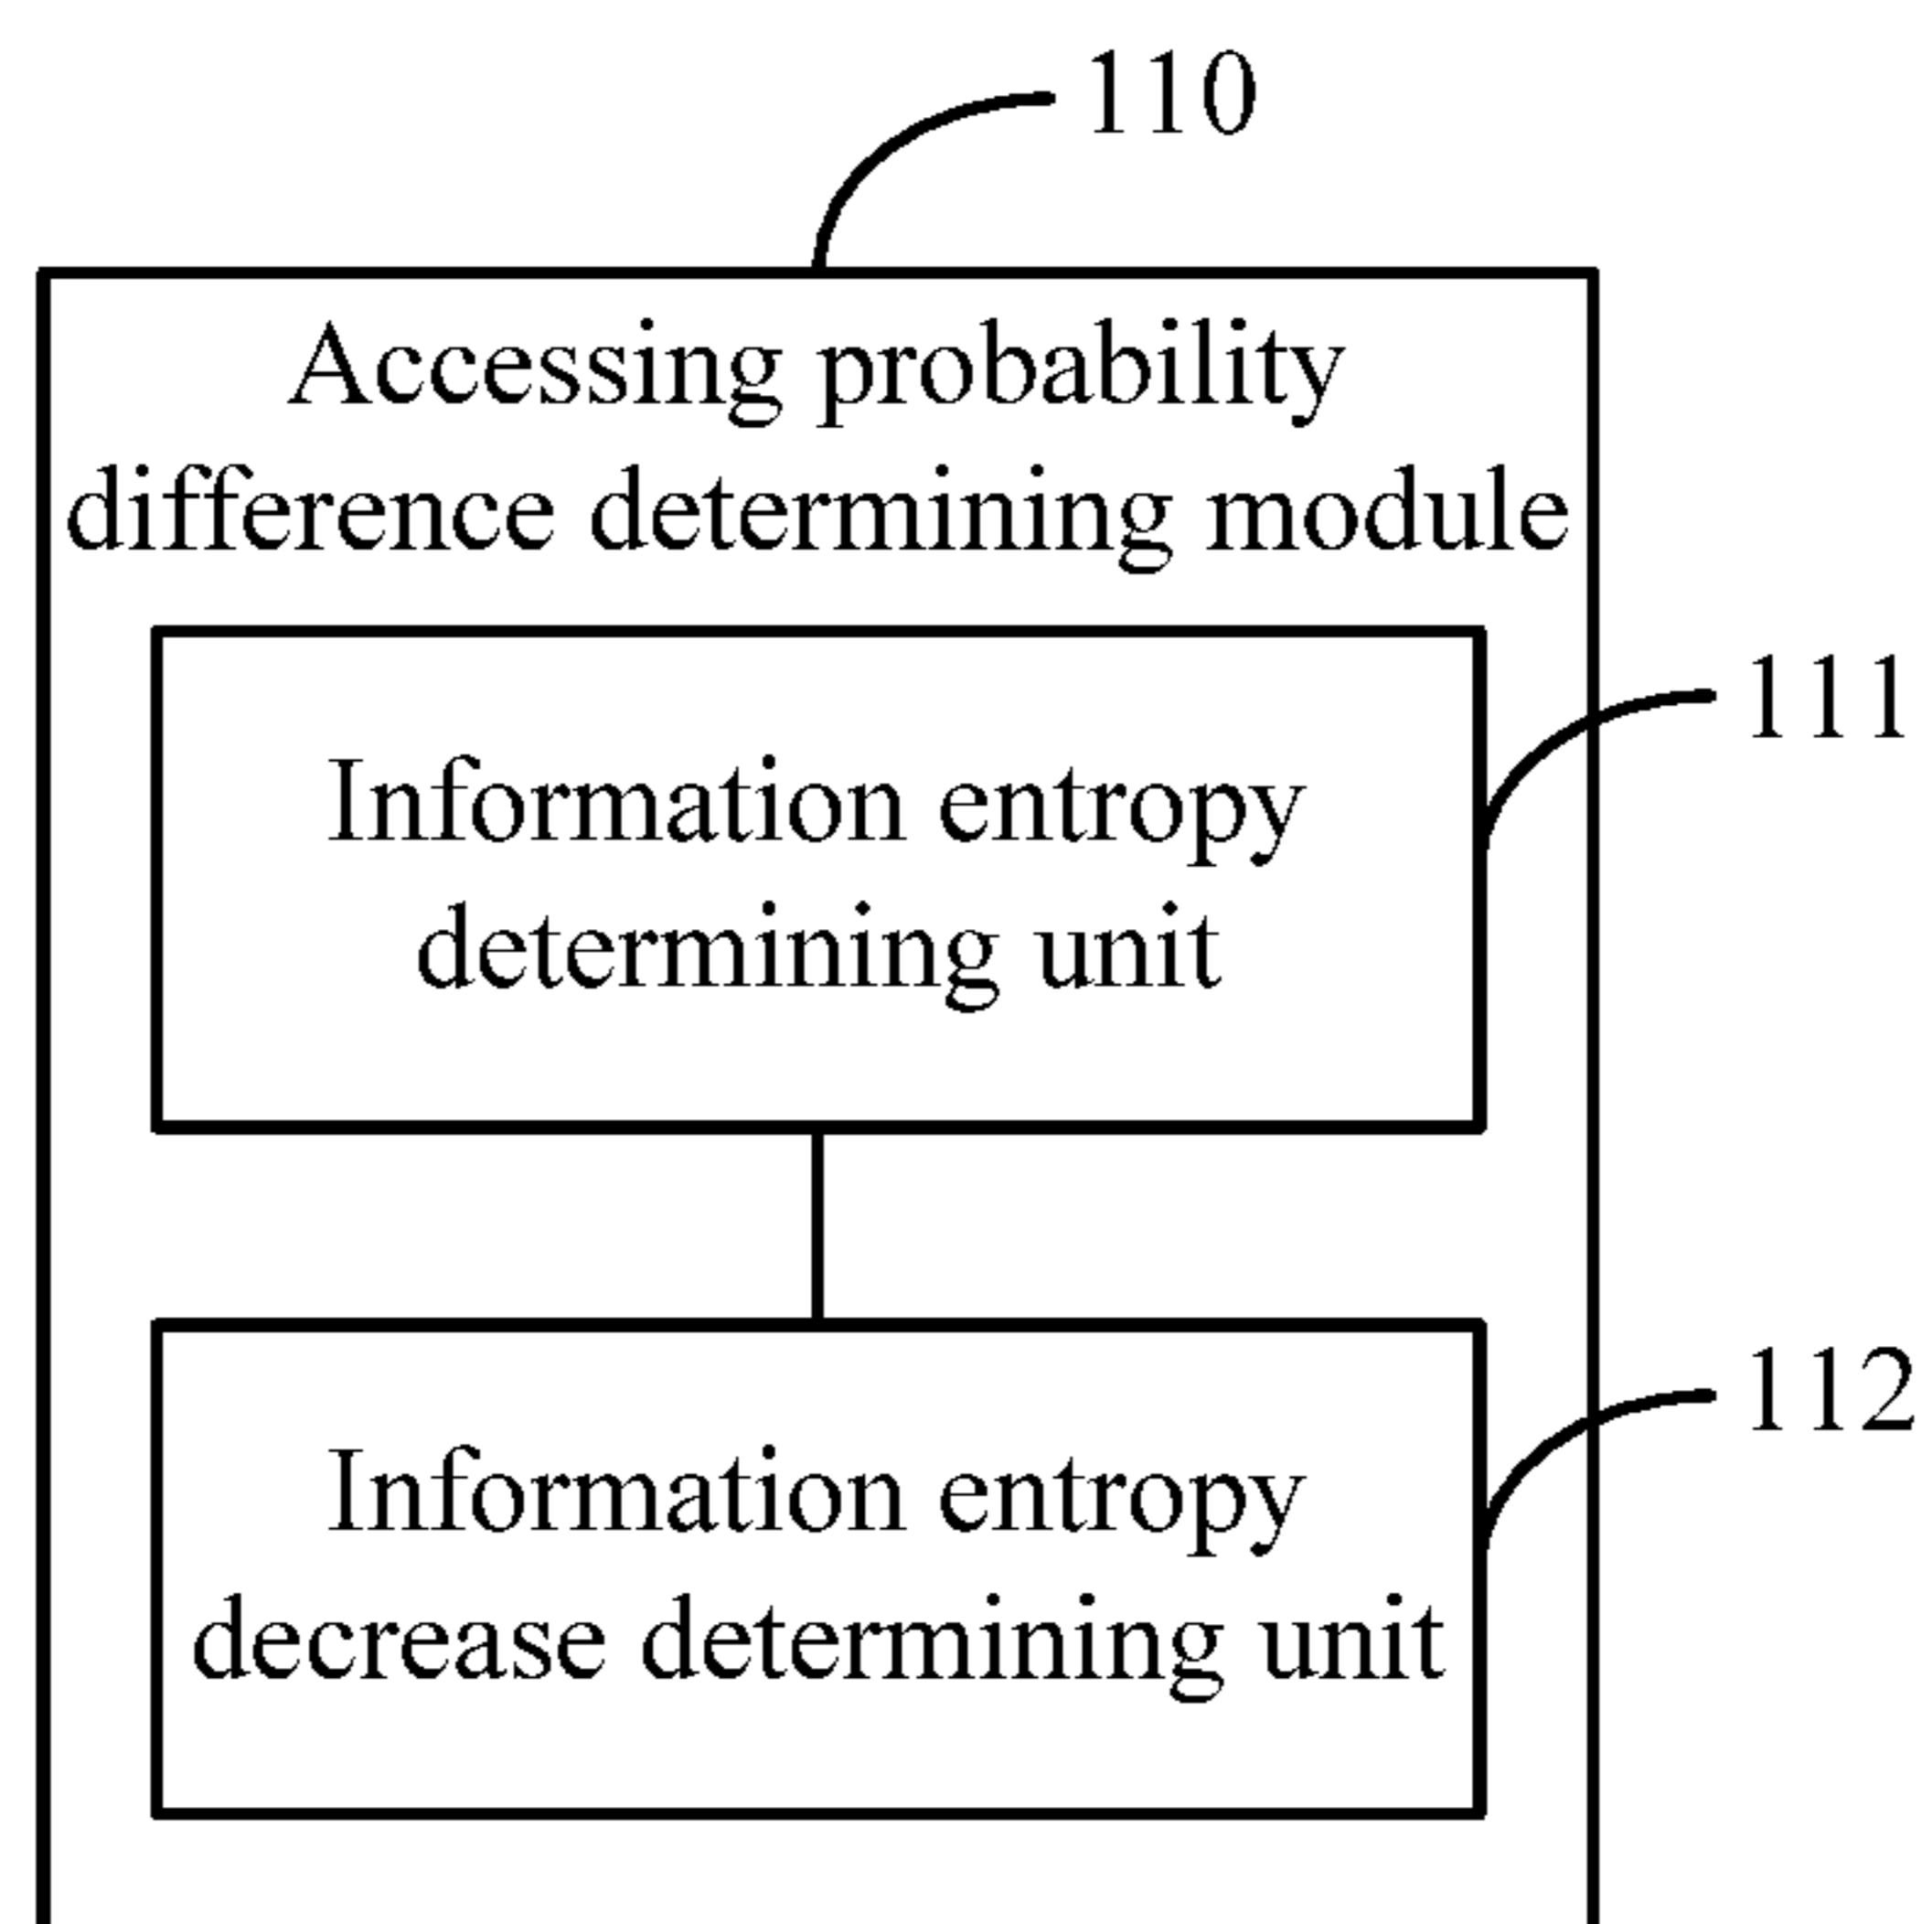 110
Accessing probability
difference determining module
111
Information entropy
determining unit
112
Information entropy
decrease determining unit